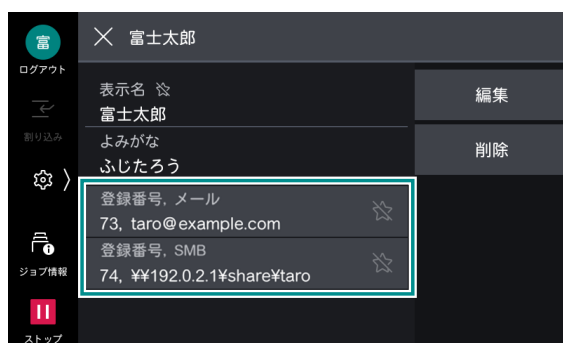 富
ログアウト
割り込み
ジョブ情報
ストップ
富士太郎
表示名
富士太郎
よみがな
ふじたろう
登録番号, メール
73, taro@example.com
登録番号, SMB
74, ¥¥192.0.2.1¥share¥taro
編集
削除